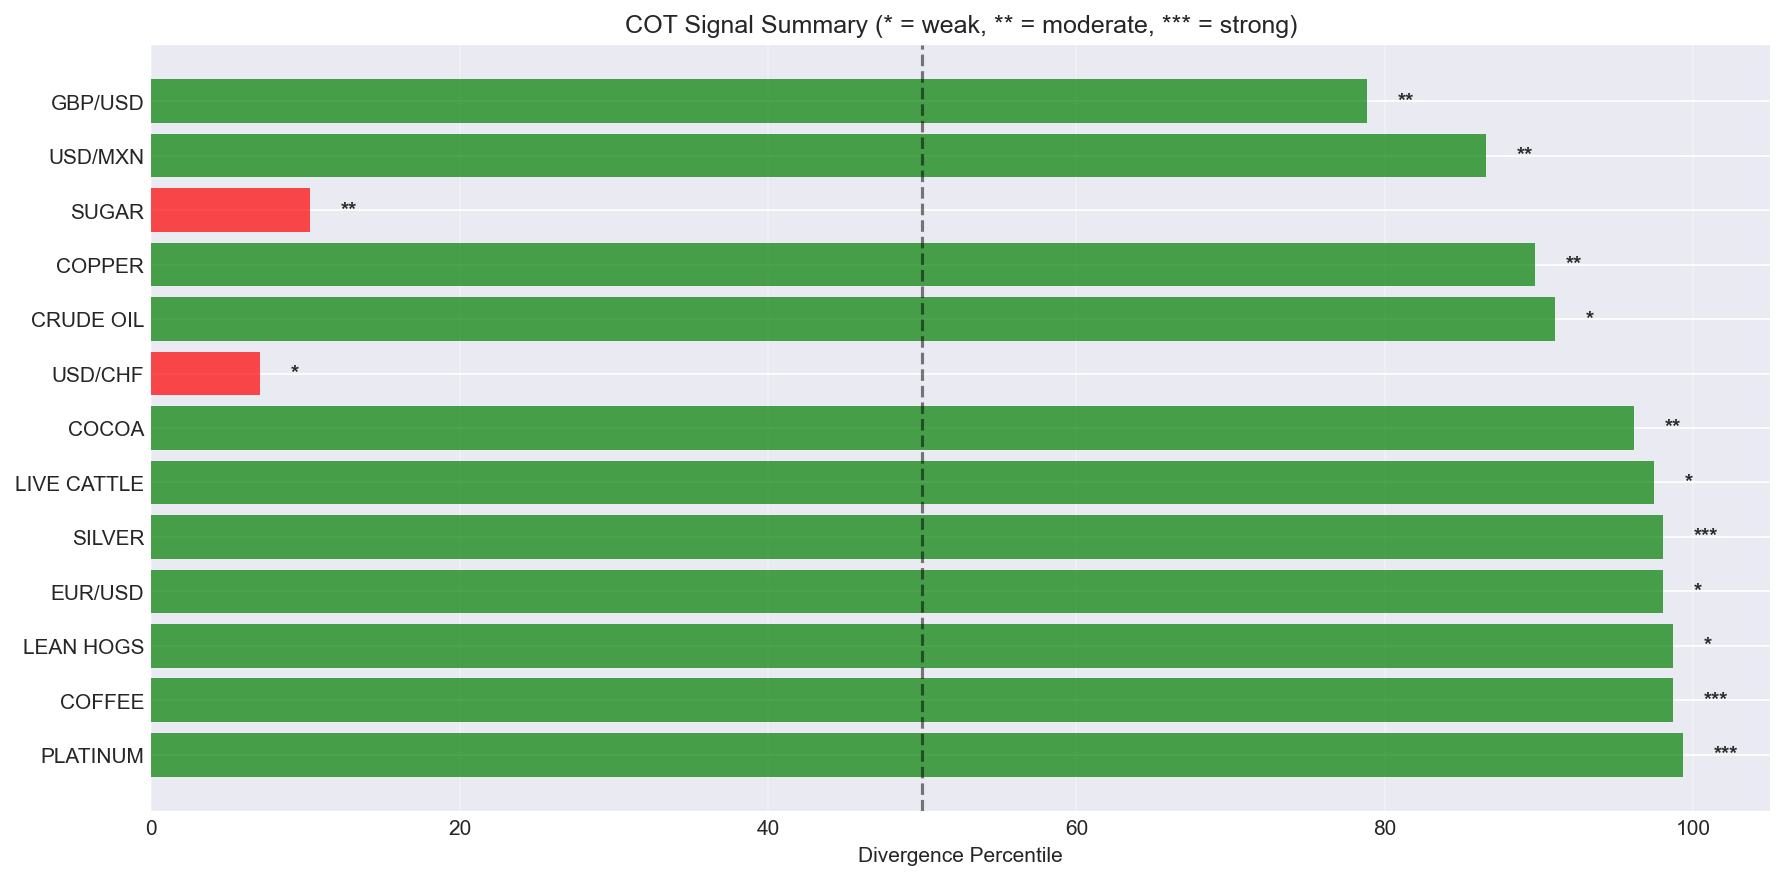 COT Signal Summary (* = weak, ** = moderate, *** = strong)
GBP/USD **
USD/MXN **
SUGAR **
COPPER **
CRUDE OIL *
USD/CHF *
COCOA **
LIVE CATTLE *
SILVER ***
EUR/USD *
LEAN HOGS *
COFFEE ***
PLATINUM ***
0 20 40 60 80 100
Divergence Percentile